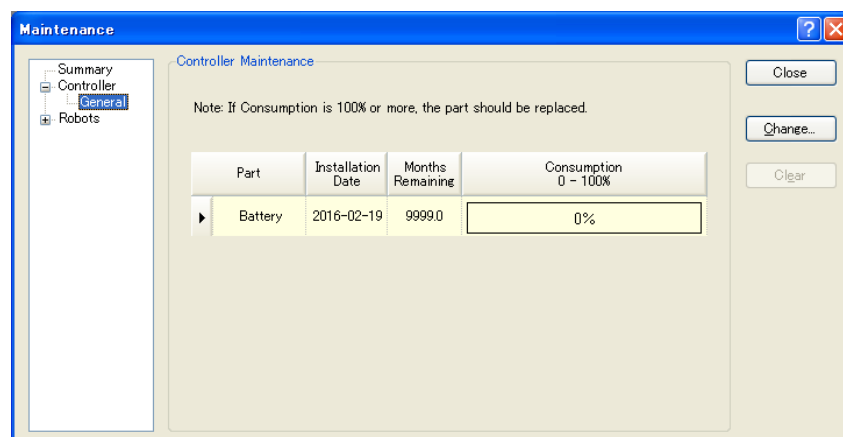 Maintenance
Summary
Controller
General
Robots
Controller Maintenance
Note: If Consumption is 100% or more, the part should be replaced.
Part
Installation
Date
Months
Remaining
Consumption
0 - 100%
Battery
2016-02-19
9999.0
0%
Close
Change...
Clear